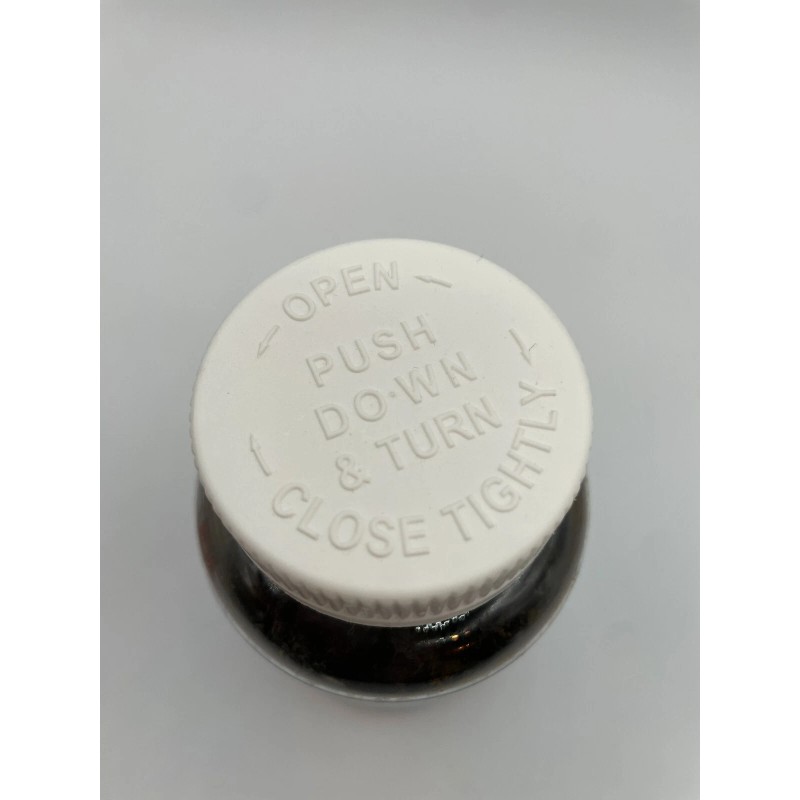 OPEN
PUSH
DO·WN
& TURN
CLOSE TIGHTLY